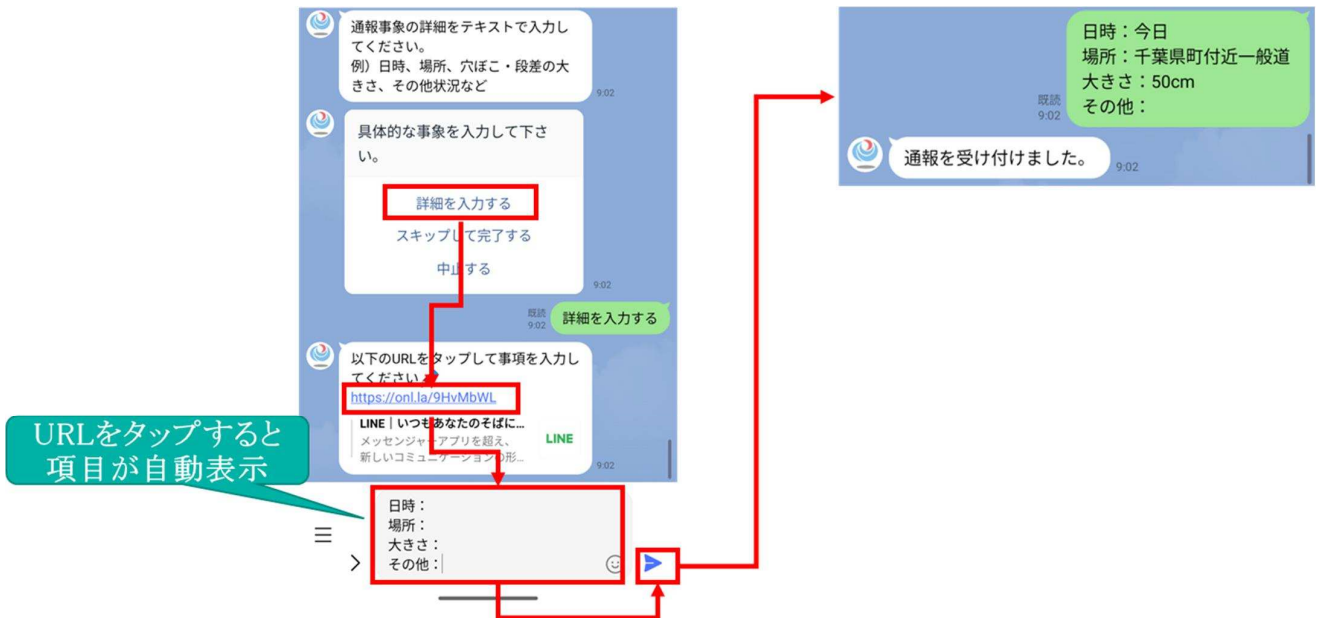 通報事象の詳細をテキストで入力し
てください。
例）日時、場所、穴ぼこ・段差の大
きさ、その他状況など
9:02
具体的な事象を入力して下さ
い。
詳細を入力する
スキップして完了する
中止する
9:02
既読
9:02
詳細を入力する
以下のURLをタップして事項を入力し
てください
https://onl.la/9HvMbWL
LINE｜いつもあなたのそばに...
メッセンジャーアプリを超え、
新しいコミュニケーションの形...
LINE
9:02
URLをタップすると
項目が自動表示
日時：
場所：
大きさ：
その他：
日時：今日
場所：千葉県町付近一般道
大きさ：50cm
その他：
既読
9:02
通報を受け付けました。
9:02